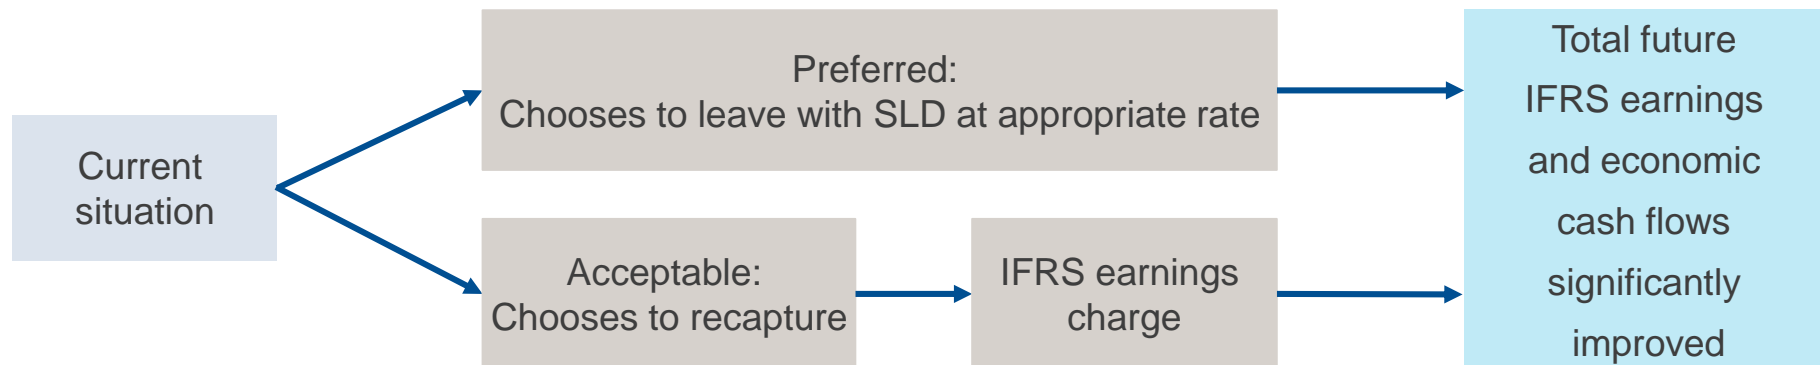 Current
situation
Preferred:
Chooses to leave with SLD at appropriate rate
Acceptable:
Chooses to recapture
IFRS earnings
charge
Total future
IFRS earnings
and economic
cash flows
significantly
improved